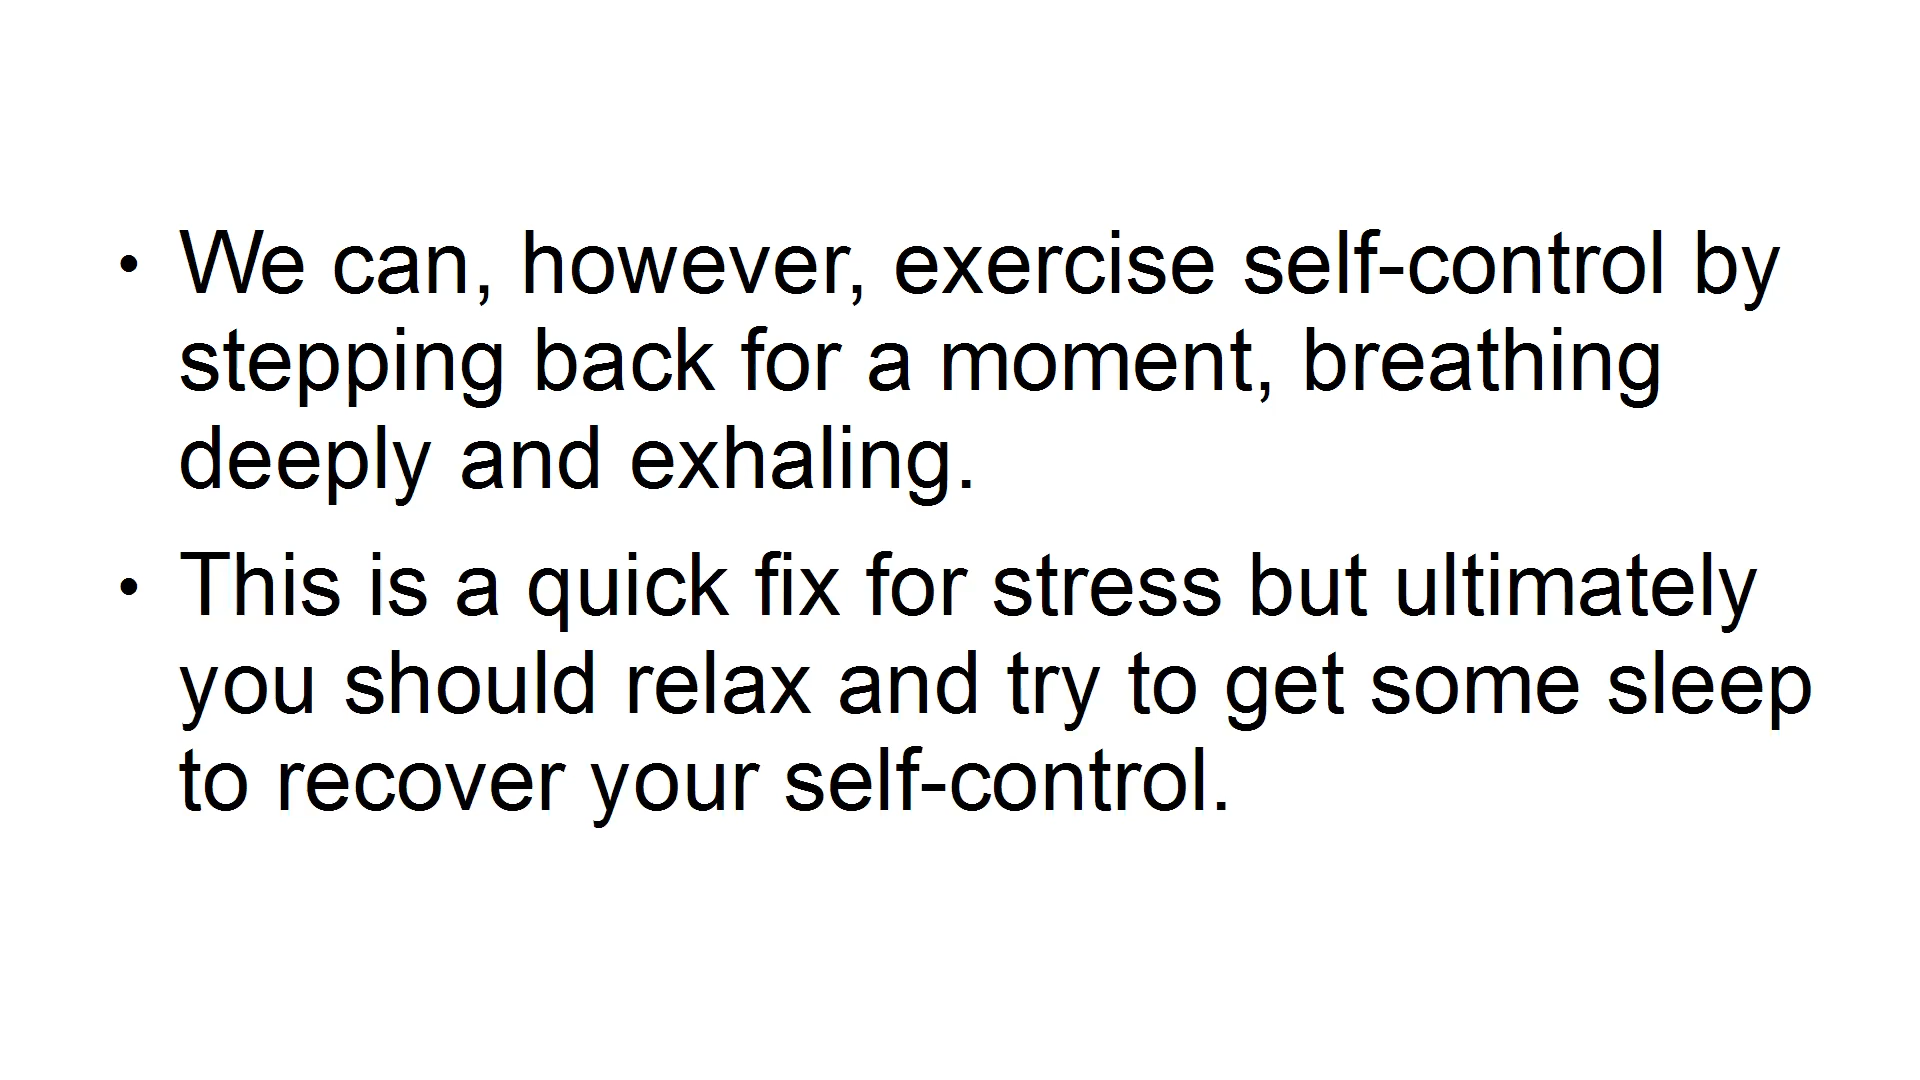 • We can, however, exercise self-control by
stepping back for a moment, breathing
deeply and exhaling.
• This is a quick fix for stress but ultimately
you should relax and try to get some sleep
to recover your self-control.